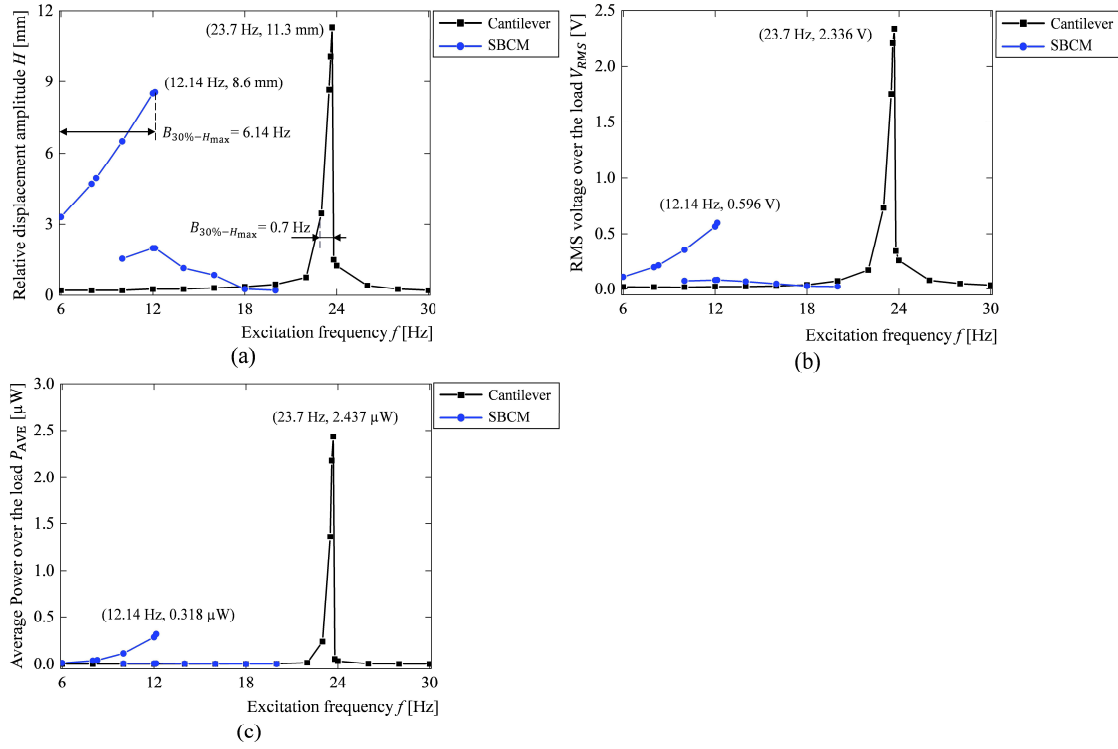 Relative displacement amplitude H [mm]
12
9
6
3
0
(23.7 Hz, 11.3 mm)
(12.14 Hz, 8.6 mm)
B30%−Hmax= 6.14 Hz
B30%−Hmax= 0.7 Hz
Cantilever
SBCM
6 12 18 24 30
Excitation frequency f [Hz]
(a)
RMS voltage over the load VRMS [V]
2.5
2.0
1.5
1.0
0.5
0.0
(23.7 Hz, 2.336 V)
(12.14 Hz, 0.596 V)
Cantilever
SBCM
6 12 18 24 30
Excitation frequency f [Hz]
(b)
Average Power over the load PAVE [μW]
3.0
2.5
2.0
1.5
1.0
0.5
0.0
(23.7 Hz, 2.437 μW)
(12.14 Hz, 0.318 μW)
Cantilever
SBCM
6 12 18 24 30
Excitation frequency f [Hz]
(c)